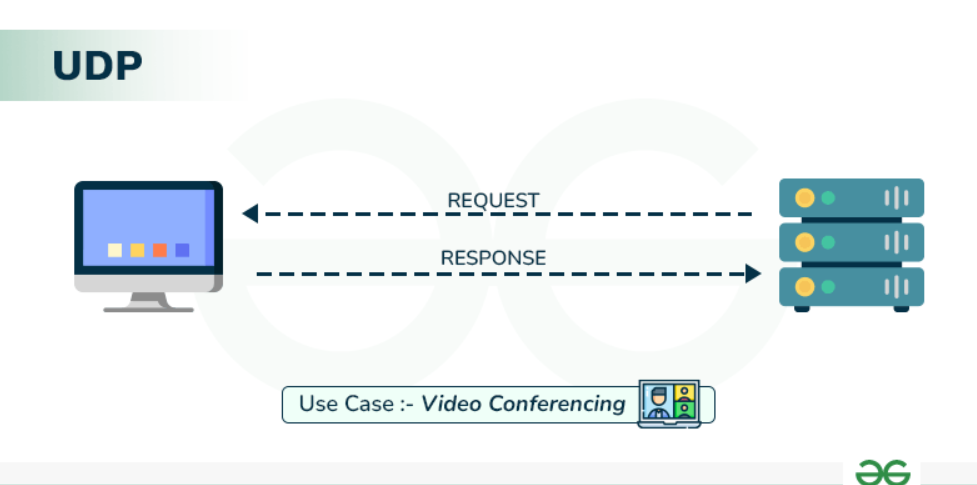 UDP
REQUEST
RESPONSE
Use Case :- Video Conferencing